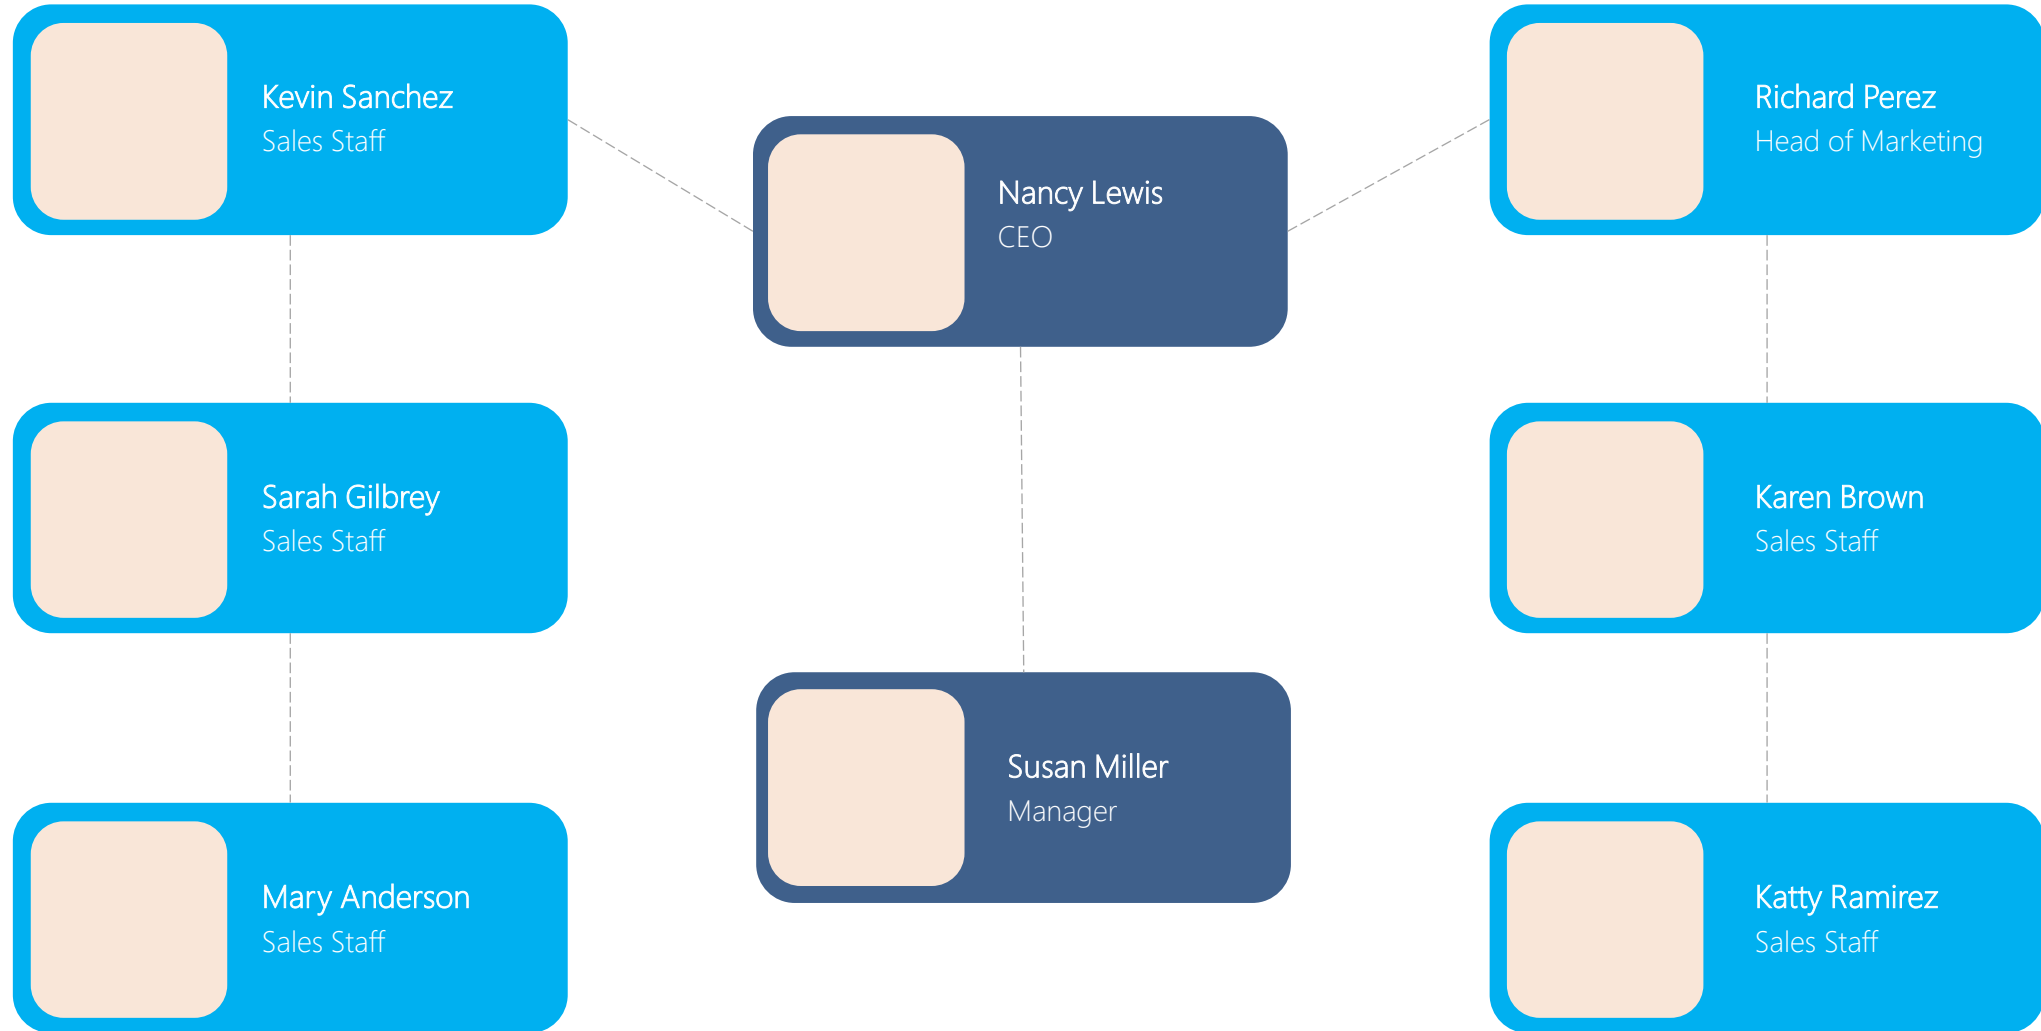 Kevin Sanchez
Sales Staff
Nancy Lewis
CEO
Richard Perez
Head of Marketing
Sarah Gilbrey
Sales Staff
Karen Brown
Sales Staff
Susan Miller
Manager
Mary Anderson
Sales Staff
Katty Ramirez
Sales Staff